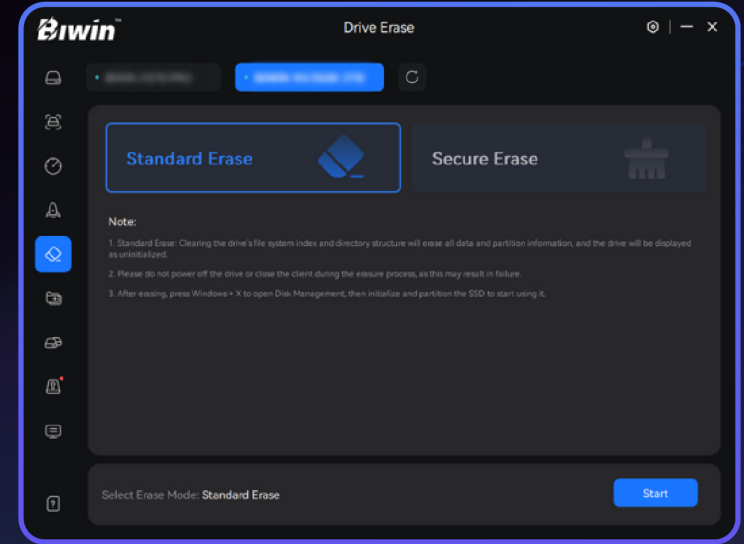 Biwin™
Drive Erase
Standard Erase
Secure Erase
Note:
1. Standard Erase: Clearing the drive's file system index and directory structure will erase all data and partition information, and the drive will be displayed
as uninitialized.
2. Please do not power off the drive or close the client during the erasure process, as this may result in failure.
3. After erasing, press Windows + X to open Disk Management, then initialize and partition the SSD to start using it.
Select Erase Mode: Standard Erase
Start